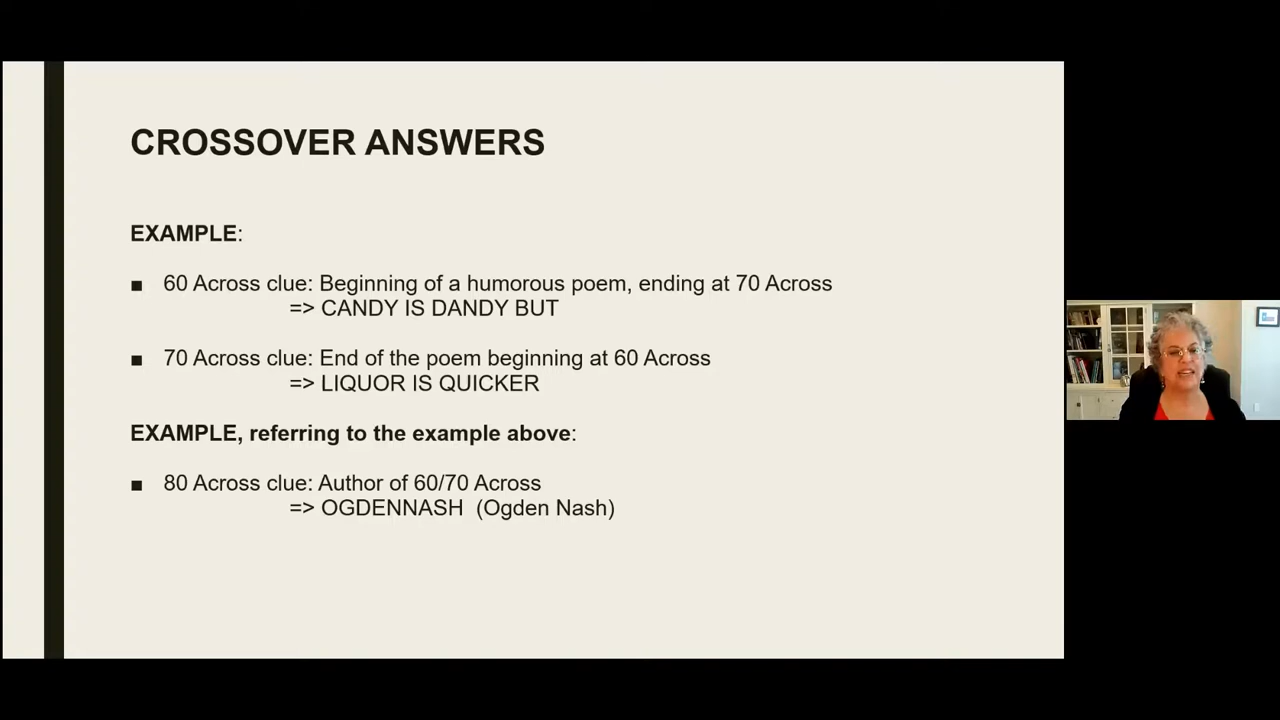 CROSSOVER ANSWERS
EXAMPLE:
■ 60 Across clue: Beginning of a humorous poem, ending at 70 Across
=> CANDY IS DANDY BUT
■ 70 Across clue: End of the poem beginning at 60 Across
=> LIQUOR IS QUICKER
EXAMPLE, referring to the example above:
■ 80 Across clue: Author of 60/70 Across
=> OGDENNASH (Ogden Nash)